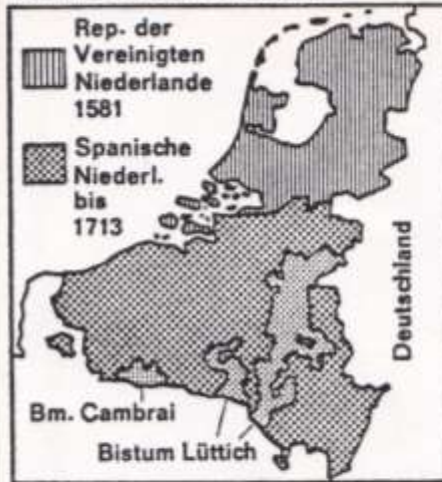 Rep. der
Vereinigten
Niederlande
1581
Spanische
Niederl.
bis
1713
Deutschland
Bm. Cambrai
Bistum Lüttich